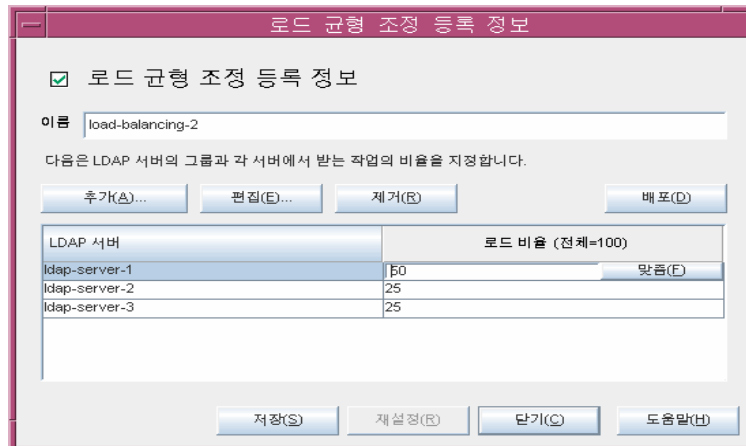 로드 균형 조정 등록 정보
로드 균형 조정 등록 정보
이름 load-balancing-2
다음은 LDAP 서버의 그룹과 각 서버에서 받는 작업의 비율을 지정합니다.
추가(A)... 편집(E)... 제거(R) 배포(D)
LDAP 서버 로드 비율 (전체=100)
ldap-server-1 50 맞춤(F)
ldap-server-2 25
ldap-server-3 25
저장(S) 재설정(R) 닫기(C) 도움말(H)